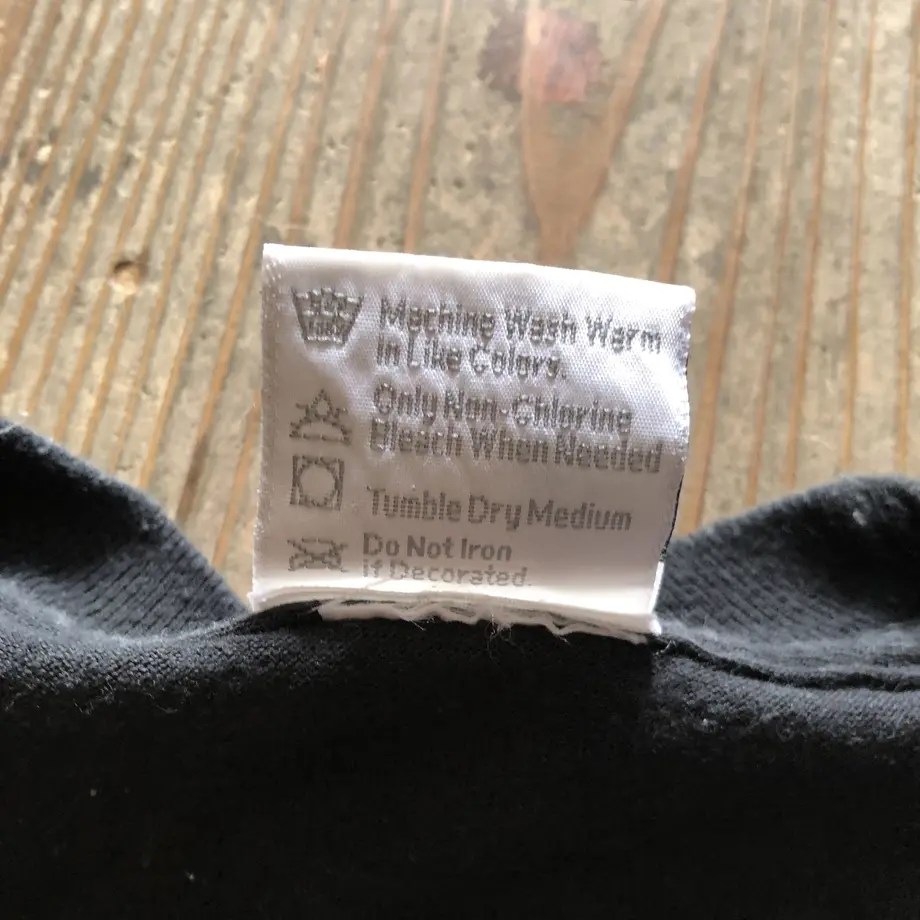 Machine Wash Warm
in Like Colors.
Only Non-Chlorine
Bleach When Needed
Tumble Dry Medium
Do Not Iron
if Decorated.